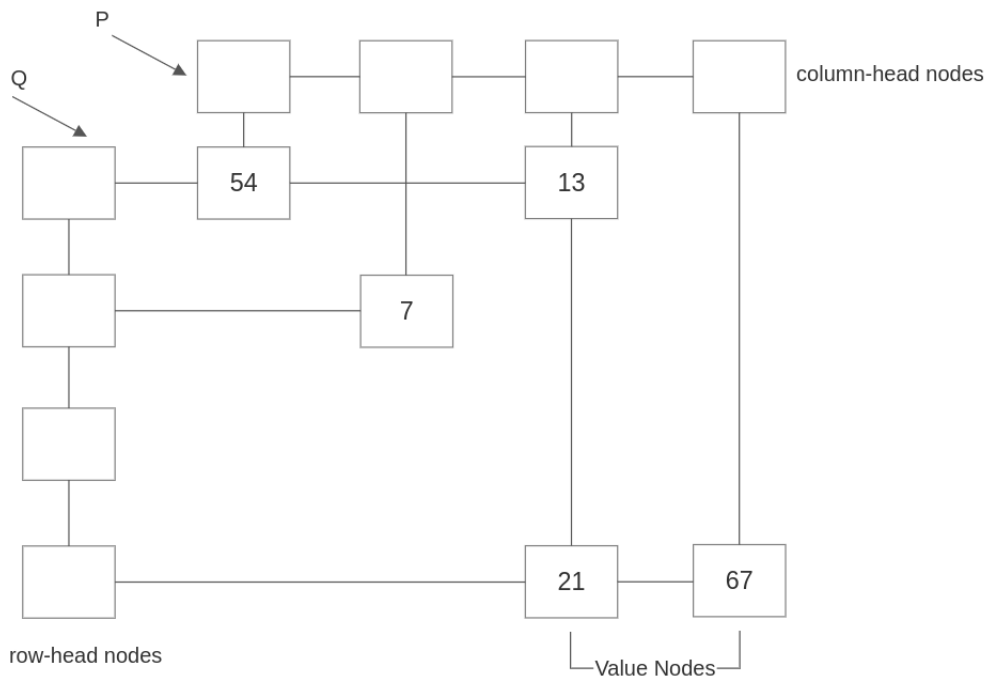 P
Q
column-head nodes
54
13
7
21
67
row-head nodes
Value Nodes